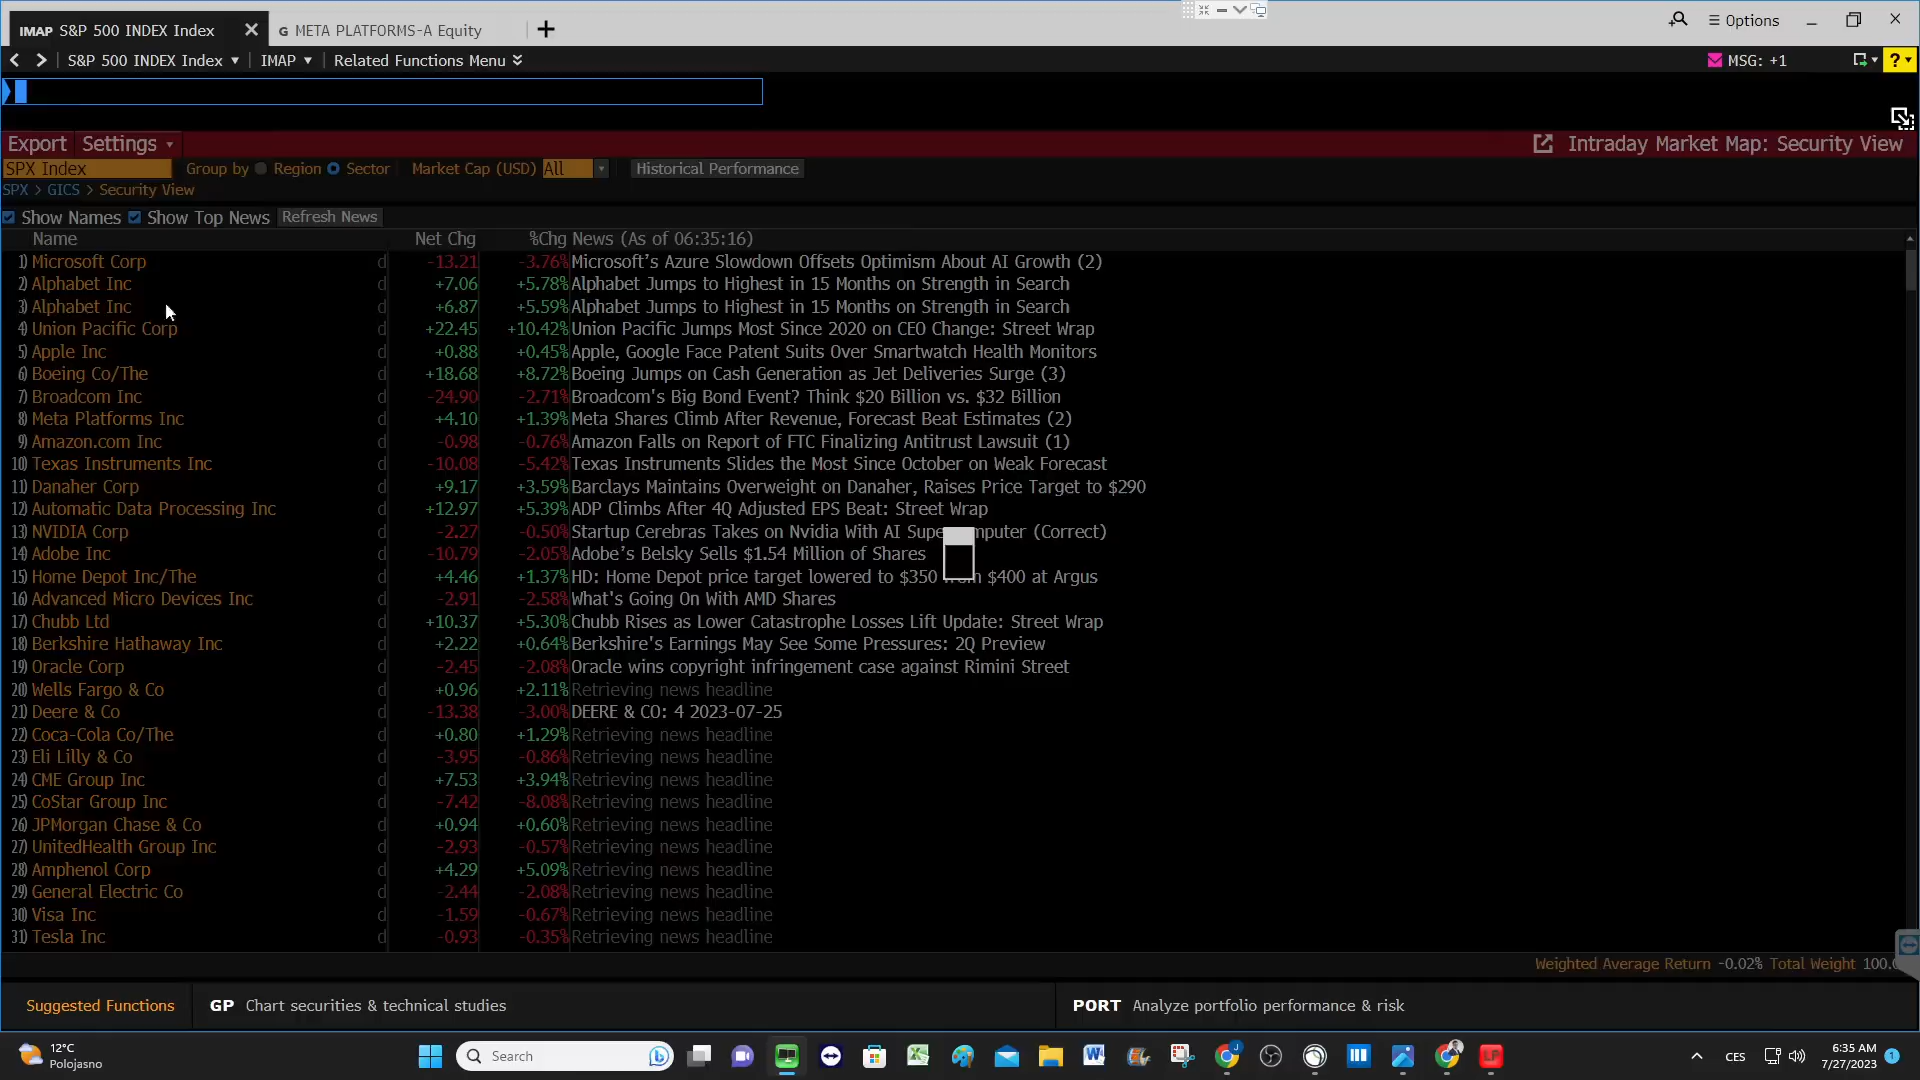 IMAP S&P 500 INDEX Index
G META PLATFORMS-A Equity
Options
S&P 500 INDEX Index IMAP Related Functions Menu
MSG: +1 ?
Export Settings
Intraday Market Map: Security View
SPX Index Group by Region Sector Market Cap (USD) All Historical Performance
SPX > GICS > Security View
Show Names Show Top News Refresh News
Name Net Chg %Chg News (As of 06:35:16)
1) Microsoft Corp d -13.21 -3.76% Microsoft's Azure Slowdown Offsets Optimism About AI Growth (2)
2) Alphabet Inc d +7.06 +5.78% Alphabet Jumps to Highest in 15 Months on Strength in Search
3) Alphabet Inc d +6.87 +5.59% Alphabet Jumps to Highest in 15 Months on Strength in Search
4) Union Pacific Corp d +22.45 +10.42% Union Pacific Jumps Most Since 2020 on CEO Change: Street Wrap
5) Apple Inc d +0.88 +0.45% Apple, Google Face Patent Suits Over Smartwatch Health Monitors
6) Boeing Co/The d +18.68 +8.72% Boeing Jumps on Cash Generation as Jet Deliveries Surge (3)
7) Broadcom Inc d -24.90 -2.71% Broadcom's Big Bond Event? Think $20 Billion vs. $32 Billion
8) Meta Platforms Inc d +4.10 +1.39% Meta Shares Climb After Revenue, Forecast Beat Estimates (2)
9) Amazon.com Inc d -0.98 -0.76% Amazon Falls on Report of FTC Finalizing Antitrust Lawsuit (1)
10) Texas Instruments Inc d -10.08 -5.42% Texas Instruments Slides the Most Since October on Weak Forecast
11) Danaher Corp d +9.17 +3.59% Barclays Maintains Overweight on Danaher, Raises Price Target to $290
12) Automatic Data Processing Inc d +12.97 +5.39% ADP Climbs After 4Q Adjusted EPS Beat: Street Wrap
13) NVIDIA Corp d -2.27 -0.50% Startup Cerebras Takes on Nvidia With AI (Correct)
14) Adobe Inc d -10.79 -2.05% Adobe's Belsky Sells $1.54 Million of Shares
15) Home Depot Inc/The d +4.46 +1.37% HD: Home Depot price target lowered to $350 $400 at Argus
16) Advanced Micro Devices Inc d -2.91 -2.58% What's Going On With AMD Shares
17) Chubb Ltd d +10.37 +5.30% Chubb Rises as Lower Catastrophe Losses Lift Update: Street Wrap
18) Berkshire Hathaway Inc d +2.22 +0.64% Berkshire's Earnings May See Some Pressures: 2Q Preview
19) Oracle Corp d -2.45 -2.08% Oracle wins copyright infringement case against Rimini Street
20) Wells Fargo & Co d +0.96 +2.11% Retrieving news headline
21) Deere & Co d -13.38 -3.00% DEERE & CO: 4 2023-07-25
22) Coca-Cola Co/The d +0.80 +1.29% Retrieving news headline
23) Eli Lilly & Co d -3.95 -0.86% Retrieving news headline
24) CME Group Inc d +7.53 +3.94% Retrieving news headline
25) CoStar Group Inc d -7.42 -8.08% Retrieving news headline
26) JPMorgan Chase & Co d +0.94 +0.60% Retrieving news headline
27) UnitedHealth Group Inc d -2.93 -0.57% Retrieving news headline
28) Amphenol Corp d +4.29 +5.09% Retrieving news headline
29) General Electric Co d -2.44 -2.08% Retrieving news headline
30) Visa Inc d -1.59 -0.67% Retrieving news headline
31) Tesla Inc d -0.93 -0.35% Retrieving news headline
Weighted Average Return -0.02% Total Weight 100.0
Suggested Functions GP Chart securities & technical studies PORT Analyze portfolio performance & risk
12°C
Polojasno
Search
CES
6:35 AM
7/27/2023
1